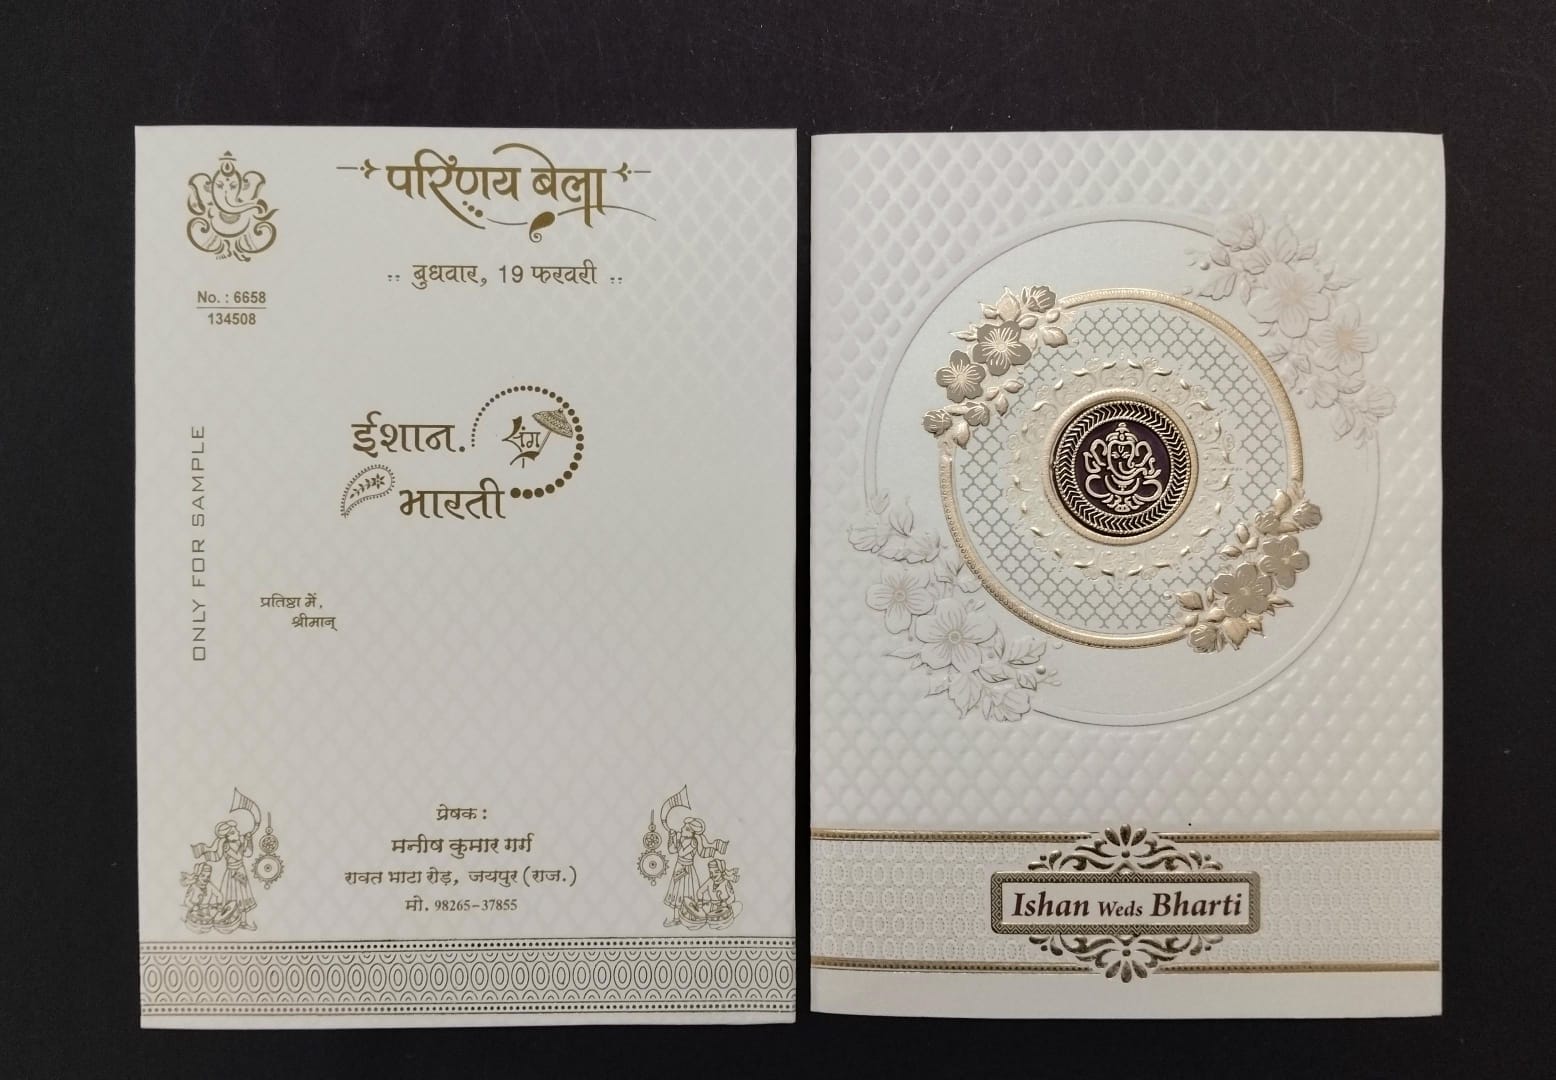 परिणय बेला
बुधवार, 19 फरवरी
No. : 6658
134508
ईशान.
संग
भारती
ONLY FOR SAMPLE
प्रतिष्ठा में,
श्रीमान्
प्रेषक :
मनीष कुमार गर्ग
रावत भाटा रोड़, जयपुर (राज.)
मो. 98265-37855
Ishan Weds Bharti